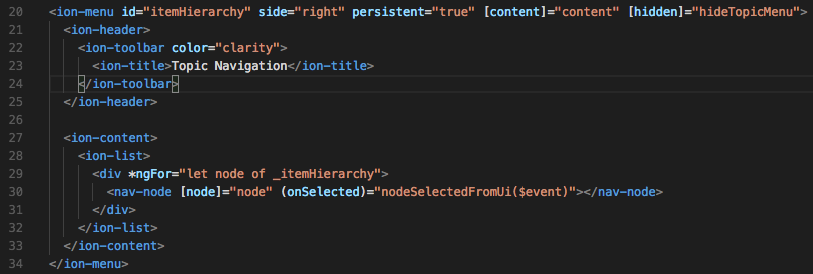 20 <ion-menu id="itemHierarchy" side="right" persistent="true" [content]="content" [hidden]="hideTopicMenu">
21   <ion-header>
22     <ion-toolbar color="clarity">
23       <ion-title>Topic Navigation</ion-title>
24     </ion-toolbar>
25   </ion-header>
26
27   <ion-content>
28     <ion-list>
29       <div *ngFor="let node of _itemHierarchy">
30         <nav-node [node]="node" (onSelected)="nodeSelectedFromUi($event)"></nav-node>
31       </div>
32     </ion-list>
33   </ion-content>
34 </ion-menu>